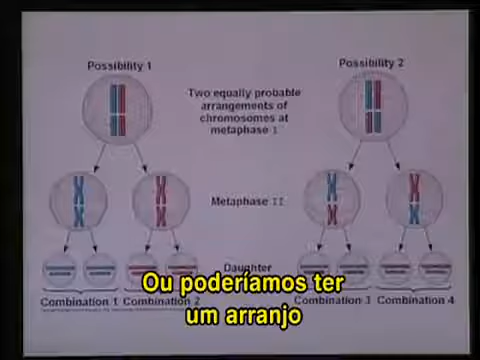 Possibility 1
Possibility 2
Two equally probable
arrangements of
chromosomes at
metaphase I
Metaphase II
Daughter
Combination 1
Combination 2
Combination 3
Combination 4
Ou poderíamos ter
um arranjo